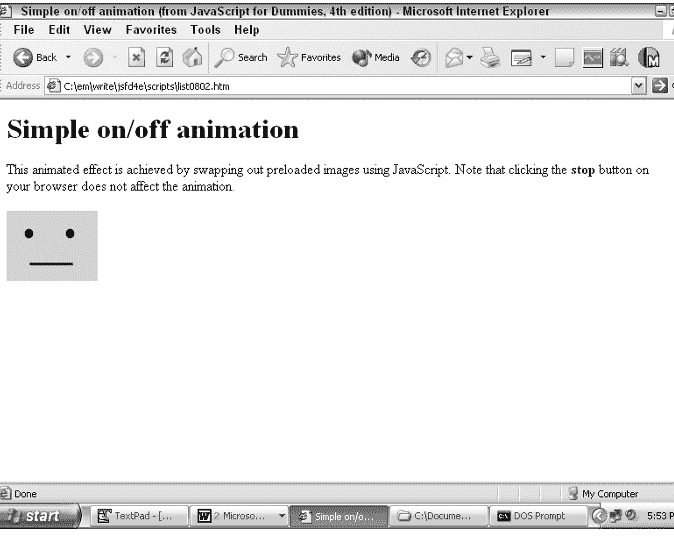 Simple on/off animation (from JavaScript for Dummies, 4th edition) - Microsoft Internet Explorer
File Edit View Favorites Tools Help
Back Search Favorites Media
Address C:\em\write\jsfd4e\scripts\list0802.htm
Simple on/off animation
This animated effect is achieved by swapping out preloaded images using JavaScript. Note that clicking the stop button on
your browser does not affect the animation.
Done My Computer
start TextPad - [... 2 Microso... Simple on/o... C:\Docume... DOS Prompt 5:53 P